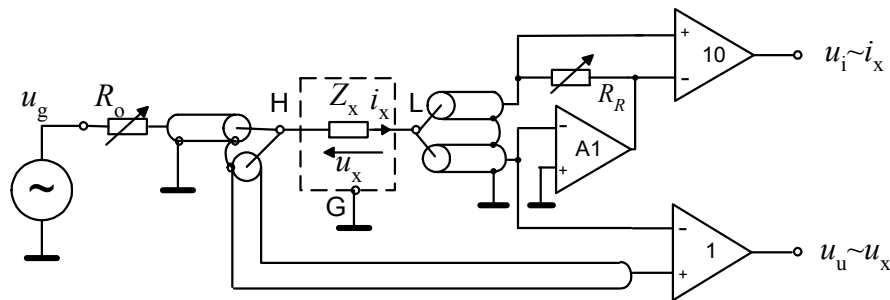 u_g
R_o
H
Z_x
i_x
L
u_x
G
R_R
+
−
10
u_i~i_x
−
A1
+
−
1
+
u_u~u_x
~